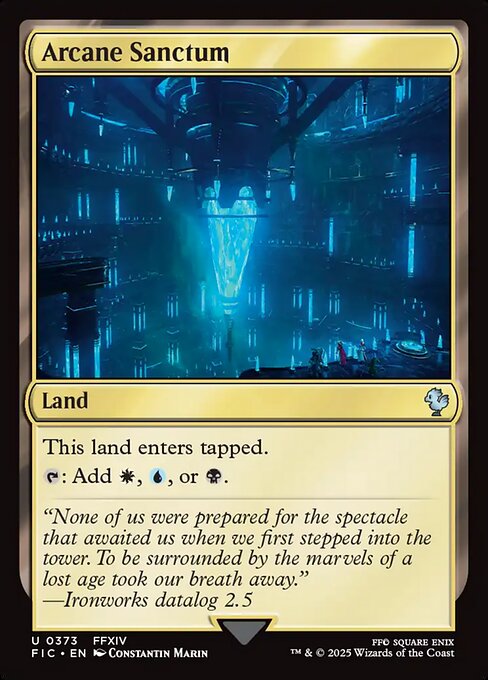 Arcane Sanctum
Land
This land enters tapped.
: Add , , or .
“None of us were prepared for the spectacle
that awaited us when we first stepped into the
tower. To be surrounded by the marvels of a
lost age took our breath away.”
—Ironworks datalog 2.5
U 0373 FFXIV
FIC • EN Constantin Marin
FF© SQUARE ENIX
™ & © 2025 Wizards of the Coast